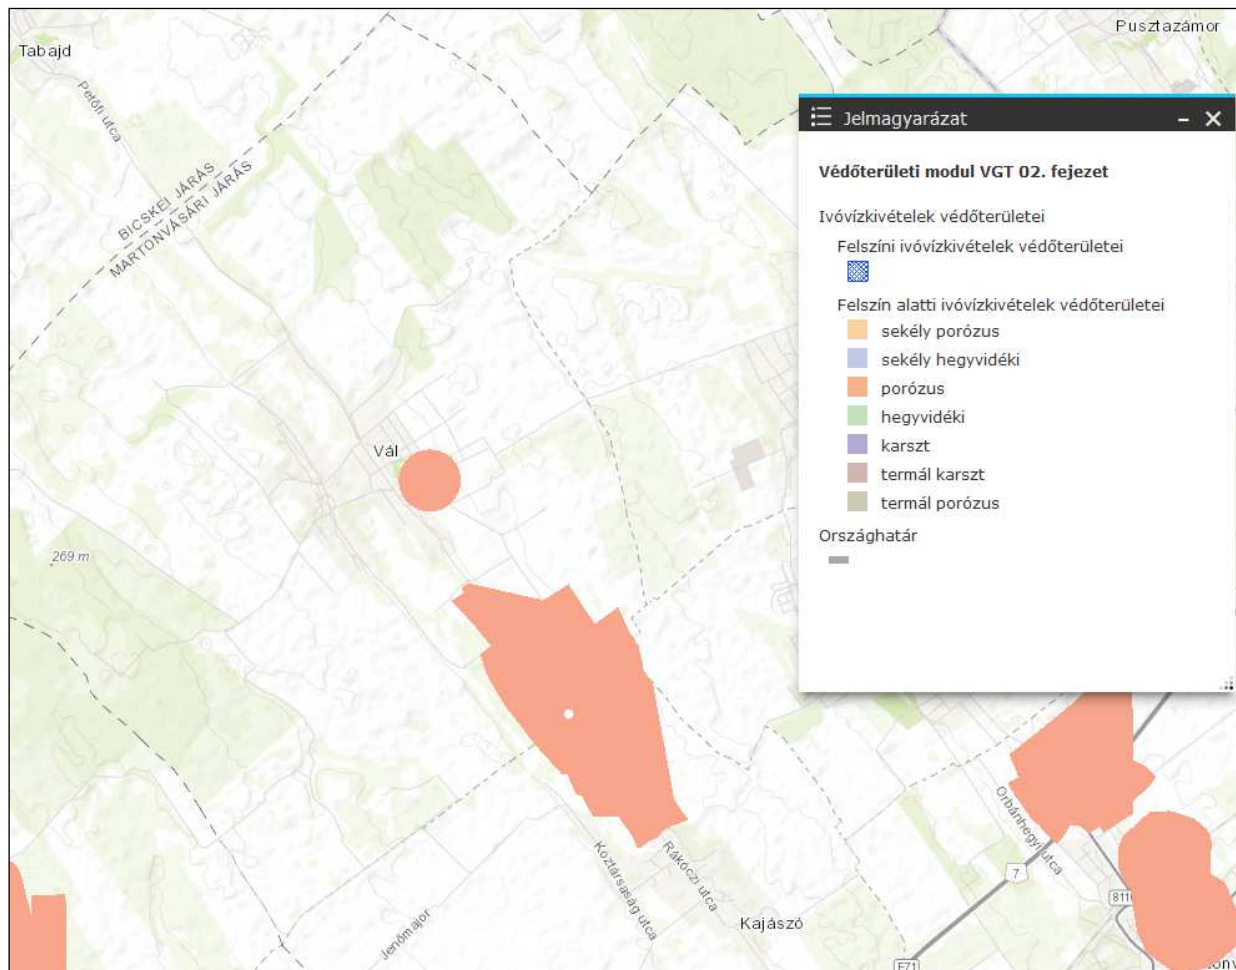 Pusztazámor
Tabajd
Petőfi utca
BICSKEI JÁRÁS
MARTONVÁSÁRI JÁRÁS
Jelmagyarázat
Védőterületi modul VGT 02. fejezet
Ivóvízkivételek védőterületei
Felszíni ivóvízkivételek védőterületei
Felszín alatti ivóvízkivételek védőterületei
sekély porózus
sekély hegyvidéki
porózus
hegyvidéki
karszt
termál karszt
termál porózus
Országhatár
Vál
269 m
Orbánhegyi utca
Köztársaság utca
Rákóczi utca
7
811
Kajászó
Jenőmajor
E71